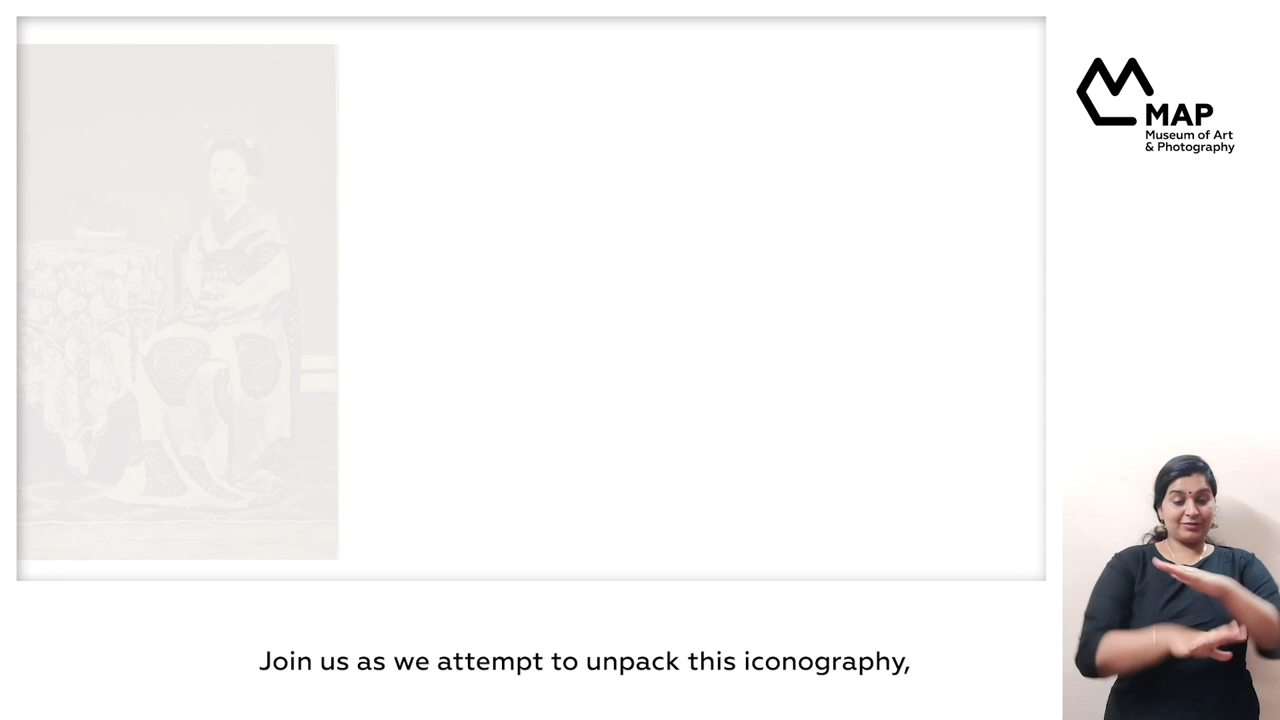 MAP
Museum of Art
& Photography
Join us as we attempt to unpack this iconography,